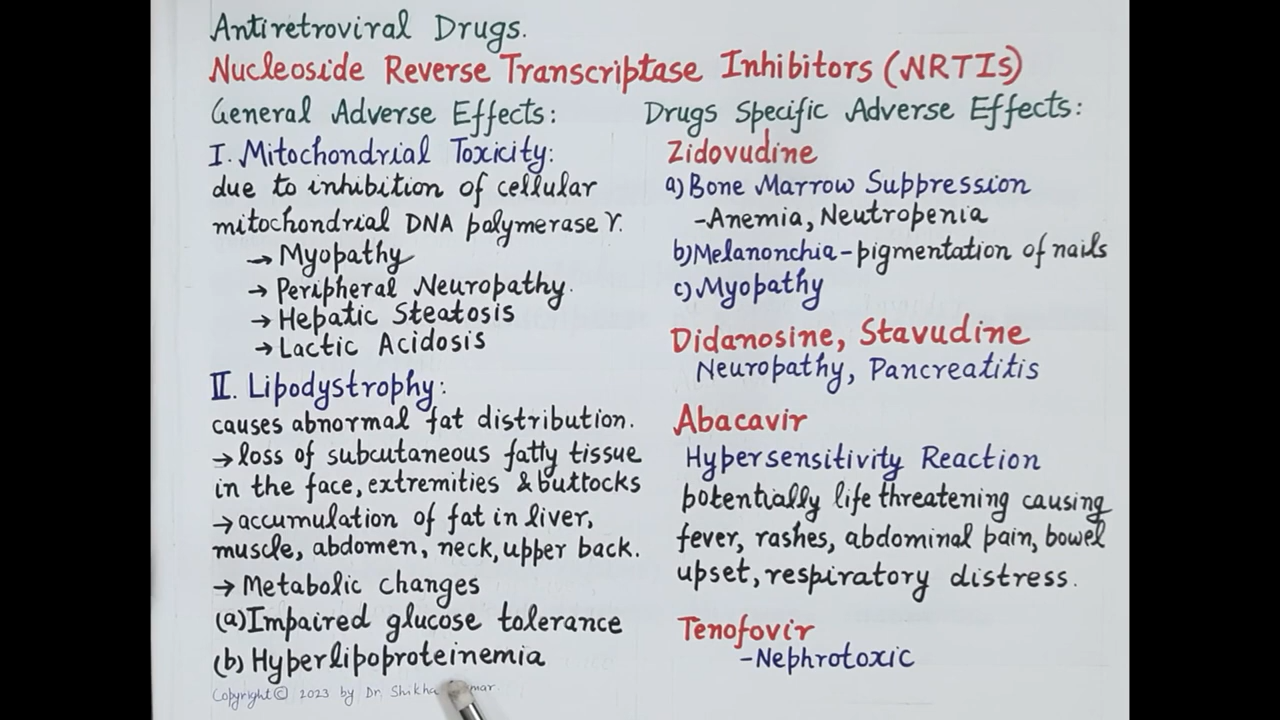 Antiretroviral Drugs.
Nucleoside Reverse Transcriptase Inhibitors (NRTIs)
General Adverse Effects:
I. Mitochondrial Toxicity:
due to inhibition of cellular
mitochondrial DNA polymerase γ.
→ Myopathy
→ Peripheral Neuropathy.
→ Hepatic Steatosis
→ Lactic Acidosis
II. Lipodystrophy:
causes abnormal fat distribution.
→ loss of subcutaneous fatty tissue
in the face, extremities & buttocks
→ accumulation of fat in liver,
muscle, abdomen, neck, upper back.
→ Metabolic changes
(a) Impaired glucose tolerance
(b) Hyperlipoproteinemia
Copyright © 2023 by Dr. Shikha
Drugs Specific Adverse Effects:
Zidovudine
a) Bone Marrow Suppression
-Anemia, Neutropenia
b) Melanonchia - pigmentation of nails
c) Myopathy
Didanosine, Stavudine
Neuropathy, Pancreatitis
Abacavir
Hypersensitivity Reaction
potentially life threatening causing
fever, rashes, abdominal pain, bowel
upset, respiratory distress.
Tenofovir
-Nephrotoxic